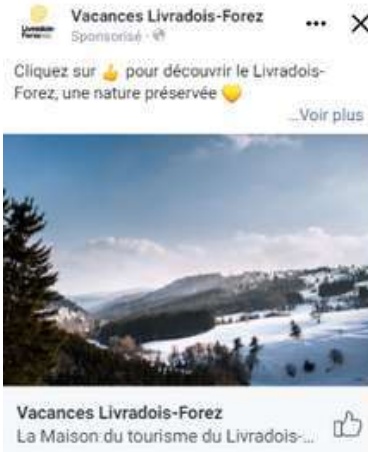 Vacances Livradois-Forez
Sponsorisé ·
Cliquez sur 👍 pour découvrir le Livradois-
Forez, une nature préservée 💛
...Voir plus
Vacances Livradois-Forez
La Maison du tourisme du Livradois-...